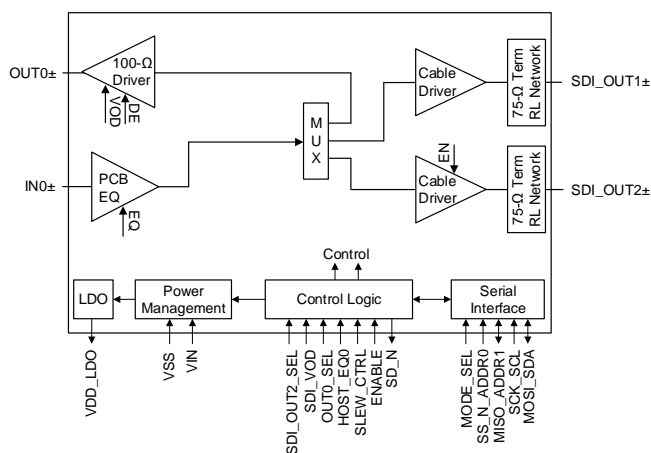 OUT0±
100-Ω
Driver
VOD
DE
M
U
X
Cable
Driver
75-Ω Term
RL Network
SDI_OUT1±
IN0±
PCB
EQ
EQ
EN
Cable
Driver
75-Ω Term
RL Network
SDI_OUT2±
Control
LDO
Power
Management
Control Logic
Serial
Interface
VDD_LDO
VSS
VIN
SDI_OUT2_SEL
SDI_VOD
OUT0_SEL
HOST_EQ0
SLEW_CTRL
ENABLE
SD_N
MODE_SEL
SS_N_ADDR0
MISO_ADDR1
SCK_SCL
MOSI_SDA